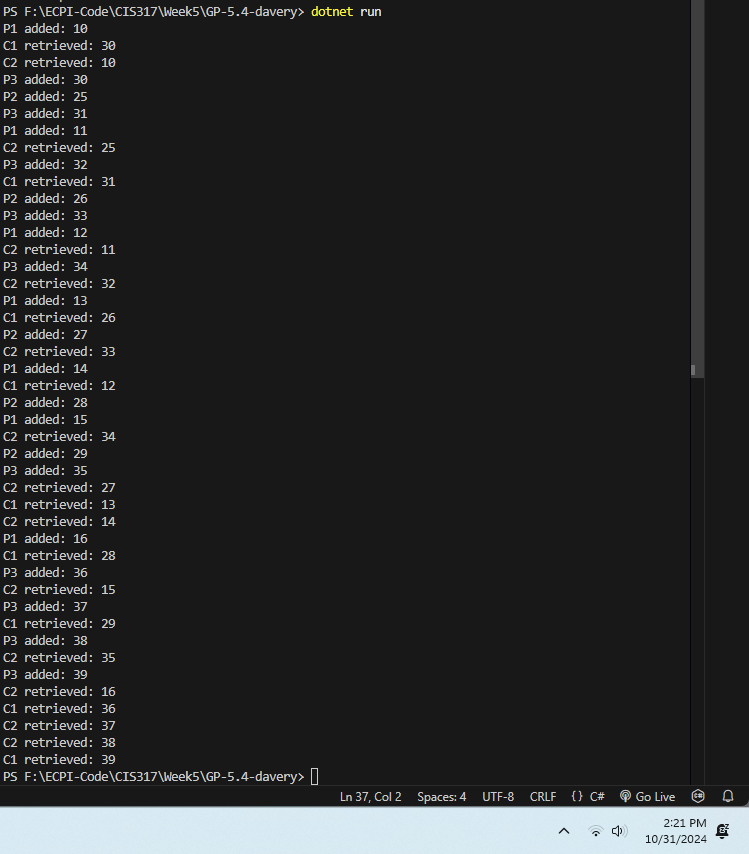 PS F:\ECPI-Code\CIS317\Week5\GP-5.4-davery> dotnet run
P1 added: 10
C1 retrieved: 30
C2 retrieved: 10
P3 added: 30
P2 added: 25
P3 added: 31
P1 added: 11
C2 retrieved: 25
P3 added: 32
C1 retrieved: 31
P2 added: 26
P3 added: 33
P1 added: 12
C2 retrieved: 11
P3 added: 34
C2 retrieved: 32
P1 added: 13
C1 retrieved: 26
P2 added: 27
C2 retrieved: 33
P1 added: 14
C1 retrieved: 12
P2 added: 28
P1 added: 15
C2 retrieved: 34
P2 added: 29
P3 added: 35
C2 retrieved: 27
C1 retrieved: 13
C2 retrieved: 14
P1 added: 16
C1 retrieved: 28
P3 added: 36
C2 retrieved: 15
P3 added: 37
C1 retrieved: 29
P3 added: 38
C2 retrieved: 35
P3 added: 39
C2 retrieved: 16
C1 retrieved: 36
C2 retrieved: 37
C2 retrieved: 38
C1 retrieved: 39
PS F:\ECPI-Code\CIS317\Week5\GP-5.4-davery>
Ln 37, Col 2 Spaces: 4 UTF-8 CRLF {} C# Go Live
2:21 PM
10/31/2024